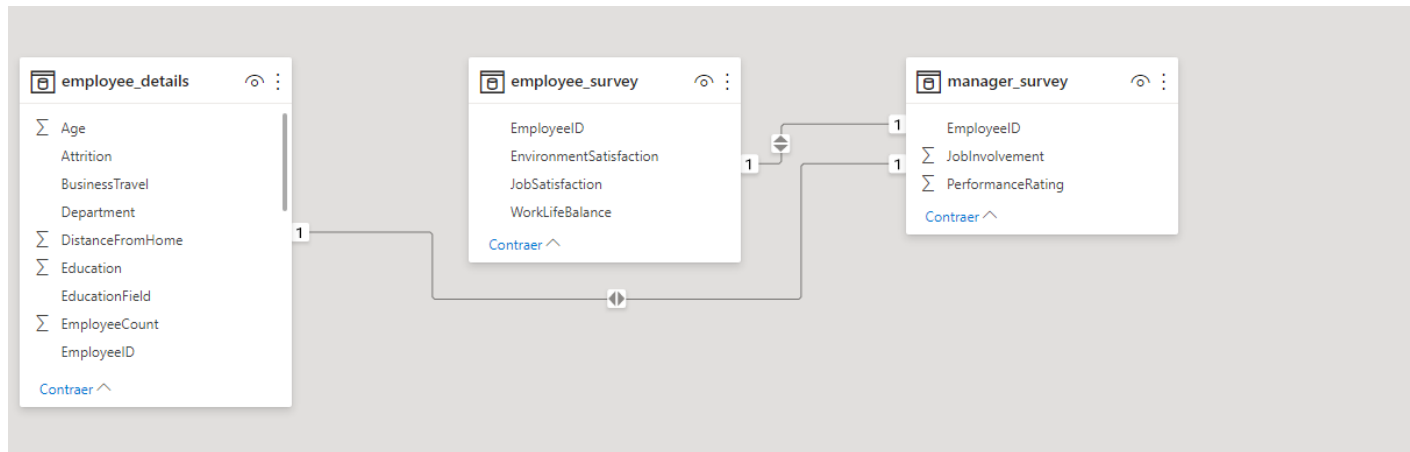 employee_details
Σ Age
Attrition
BusinessTravel
Department
Σ DistanceFromHome
Σ Education
EducationField
Σ EmployeeCount
EmployeeID
Contraer
1
employee_survey
EmployeeID
EnvironmentSatisfaction
JobSatisfaction
WorkLifeBalance
Contraer
1
1
1
manager_survey
EmployeeID
Σ JobInvolvement
Σ PerformanceRating
Contraer